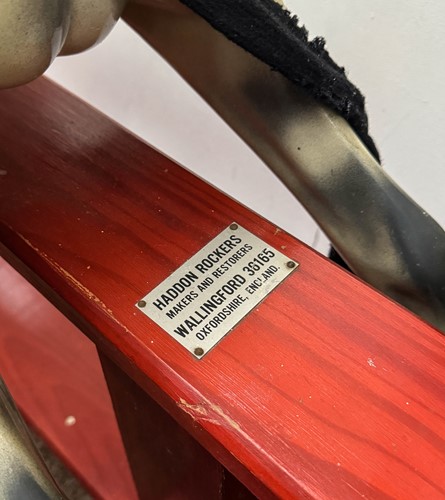 HADDON ROCKERS
MAKERS AND RESTORERS
WALLINGFORD 36165
OXFORDSHIRE, ENGLAND.